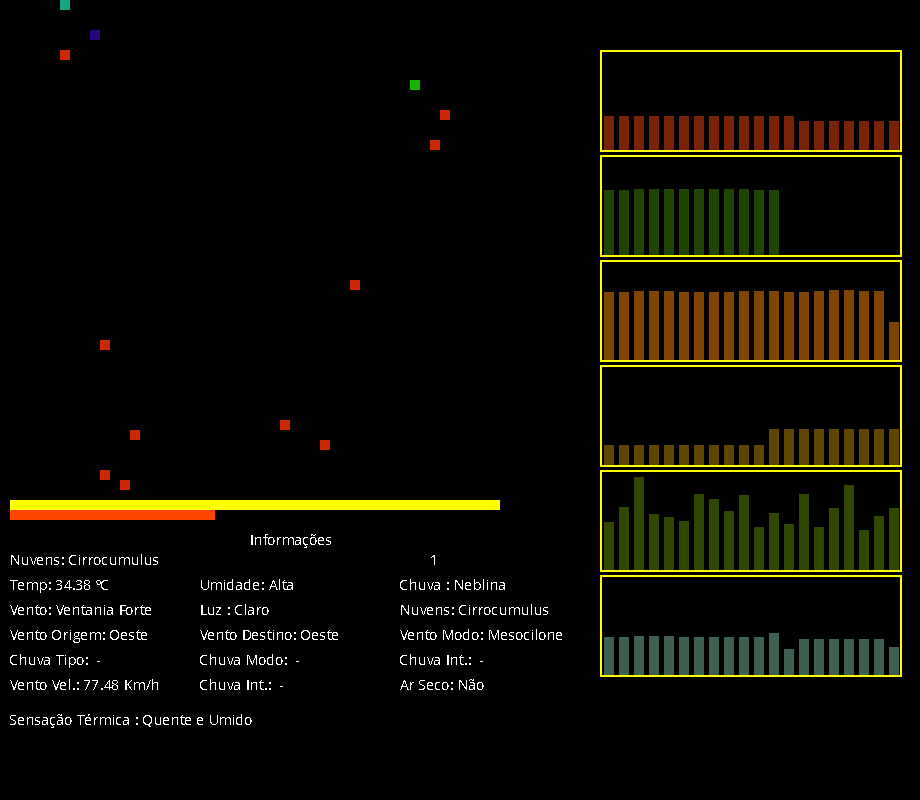 Informações
Nuvens: Cirrocumulus 1
Temp: 34.38 ºC Umidade: Alta Chuva : Neblina
Vento: Ventania Forte Luz : Claro Nuvens: Cirrocumulus
Vento Origem: Oeste Vento Destino: Oeste Vento Modo: Mesocilone
Chuva Tipo: - Chuva Modo: - Chuva Int.: -
Vento Vel.: 77.48 Km/h Chuva Int.: - Ar Seco: Não
Sensação Térmica : Quente e Umido